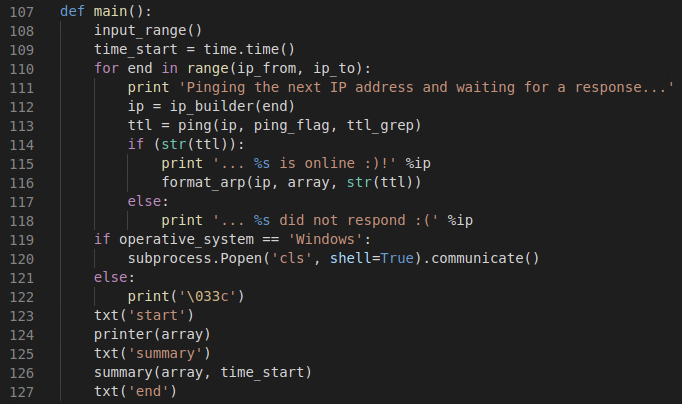 107 def main():
108     input_range()
109     time_start = time.time()
110     for end in range(ip_from, ip_to):
111         print 'Pinging the next IP address and waiting for a response...'
112         ip = ip_builder(end)
113         ttl = ping(ip, ping_flag, ttl_grep)
114         if (str(ttl)):
115             print '... %s is online :)!' %ip
116             format_arp(ip, array, str(ttl))
117         else:
118             print '... %s did not respond :(' %ip
119     if operative_system == 'Windows':
120         subprocess.Popen('cls', shell=True).communicate()
121     else:
122         print('\033c')
123     txt('start')
124     printer(array)
125     txt('summary')
126     summary(array, time_start)
127     txt('end')